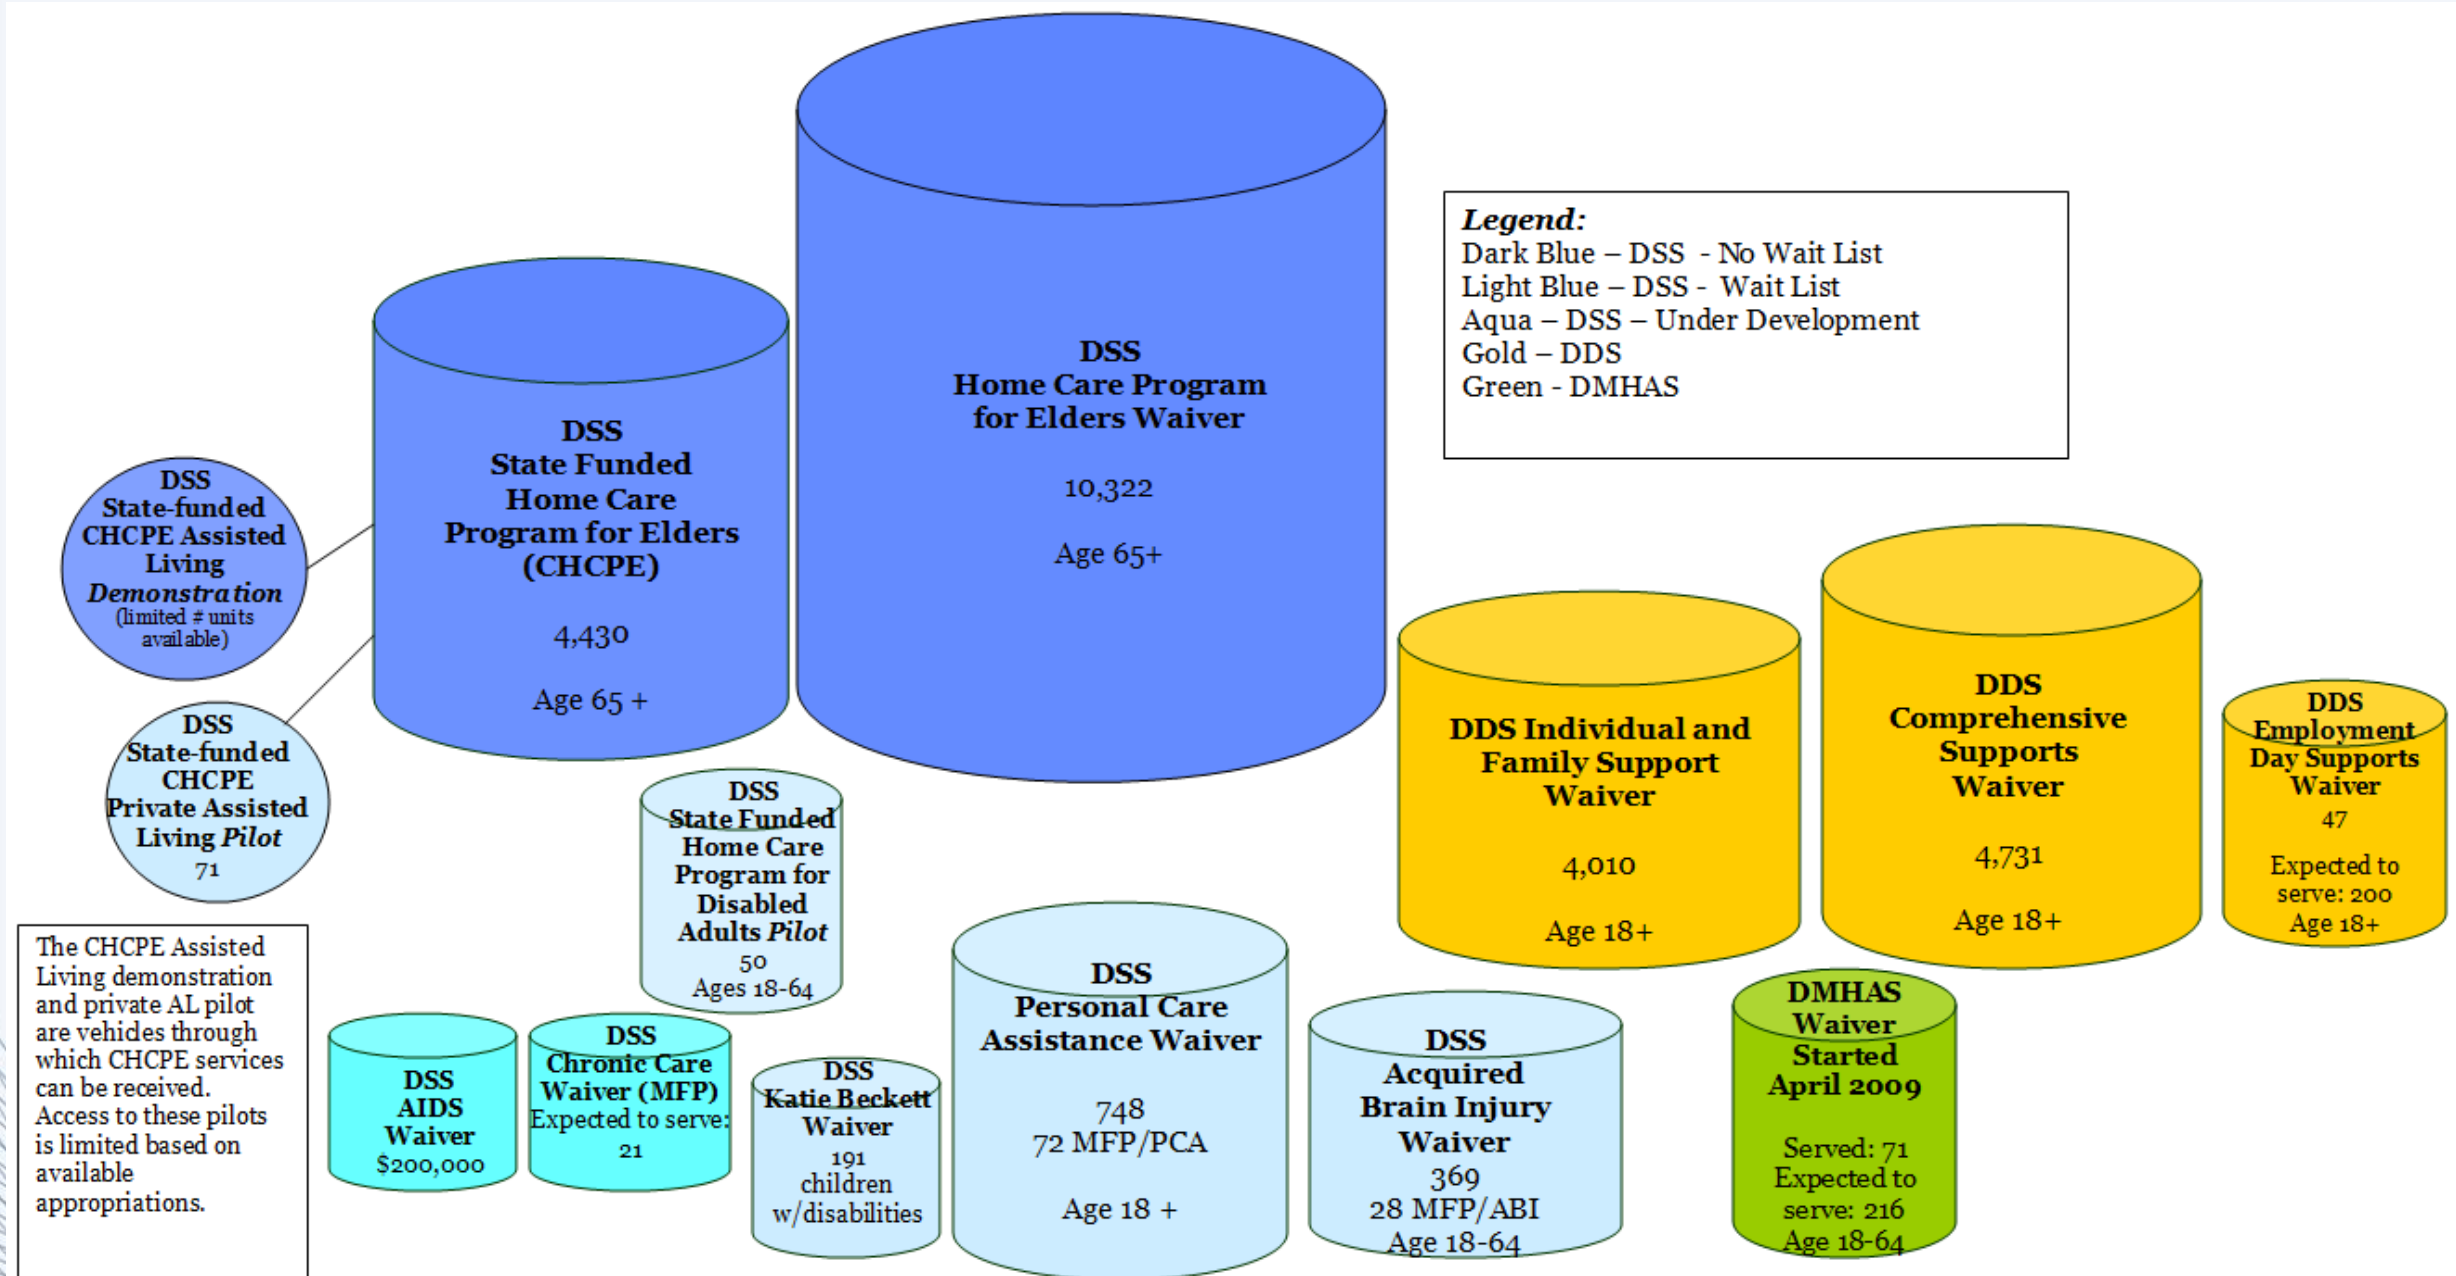 DSS
Home Care Program
for Elders Waiver
10,322
Age 65+
Legend:
Dark Blue – DSS - No Wait List
Light Blue – DSS - Wait List
Aqua – DSS – Under Development
Gold – DDS
Green - DMHAS
DSS
State Funded
Home Care
Program for Elders
(CHCPE)
4,430
Age 65 +
DSS
State-funded
CHCPE Assisted
Living
Demonstration
(limited # units
available)
DSS
State-funded
CHCPE
Private Assisted
Living Pilot
71
DDS Individual and
Family Support
Waiver
4,010
Age 18+
DDS
Comprehensive
Supports
Waiver
4,731
Age 18+
DDS
Employment
Day Supports
Waiver
47
Expected to
serve: 200
Age 18+
DSS
State Funded
Home Care
Program for
Disabled
Adults Pilot
50
Ages 18-64
The CHCPE Assisted
Living demonstration
and private AL pilot
are vehicles through
which CHCPE services
can be received.
Access to these pilots
is limited based on
available
appropriations.
DSS
AIDS
Waiver
$200,000
DSS
Chronic Care
Waiver (MFP)
Expected to serve:
21
DSS
Katie Beckett
Waiver
191
children
w/disabilities
DSS
Personal Care
Assistance Waiver
748
72 MFP/PCA
Age 18 +
DSS
Acquired
Brain Injury
Waiver
369
28 MFP/ABI
Age 18-64
DMHAS
Waiver
Started
April 2009
Served: 71
Expected to
serve: 216
Age 18-64